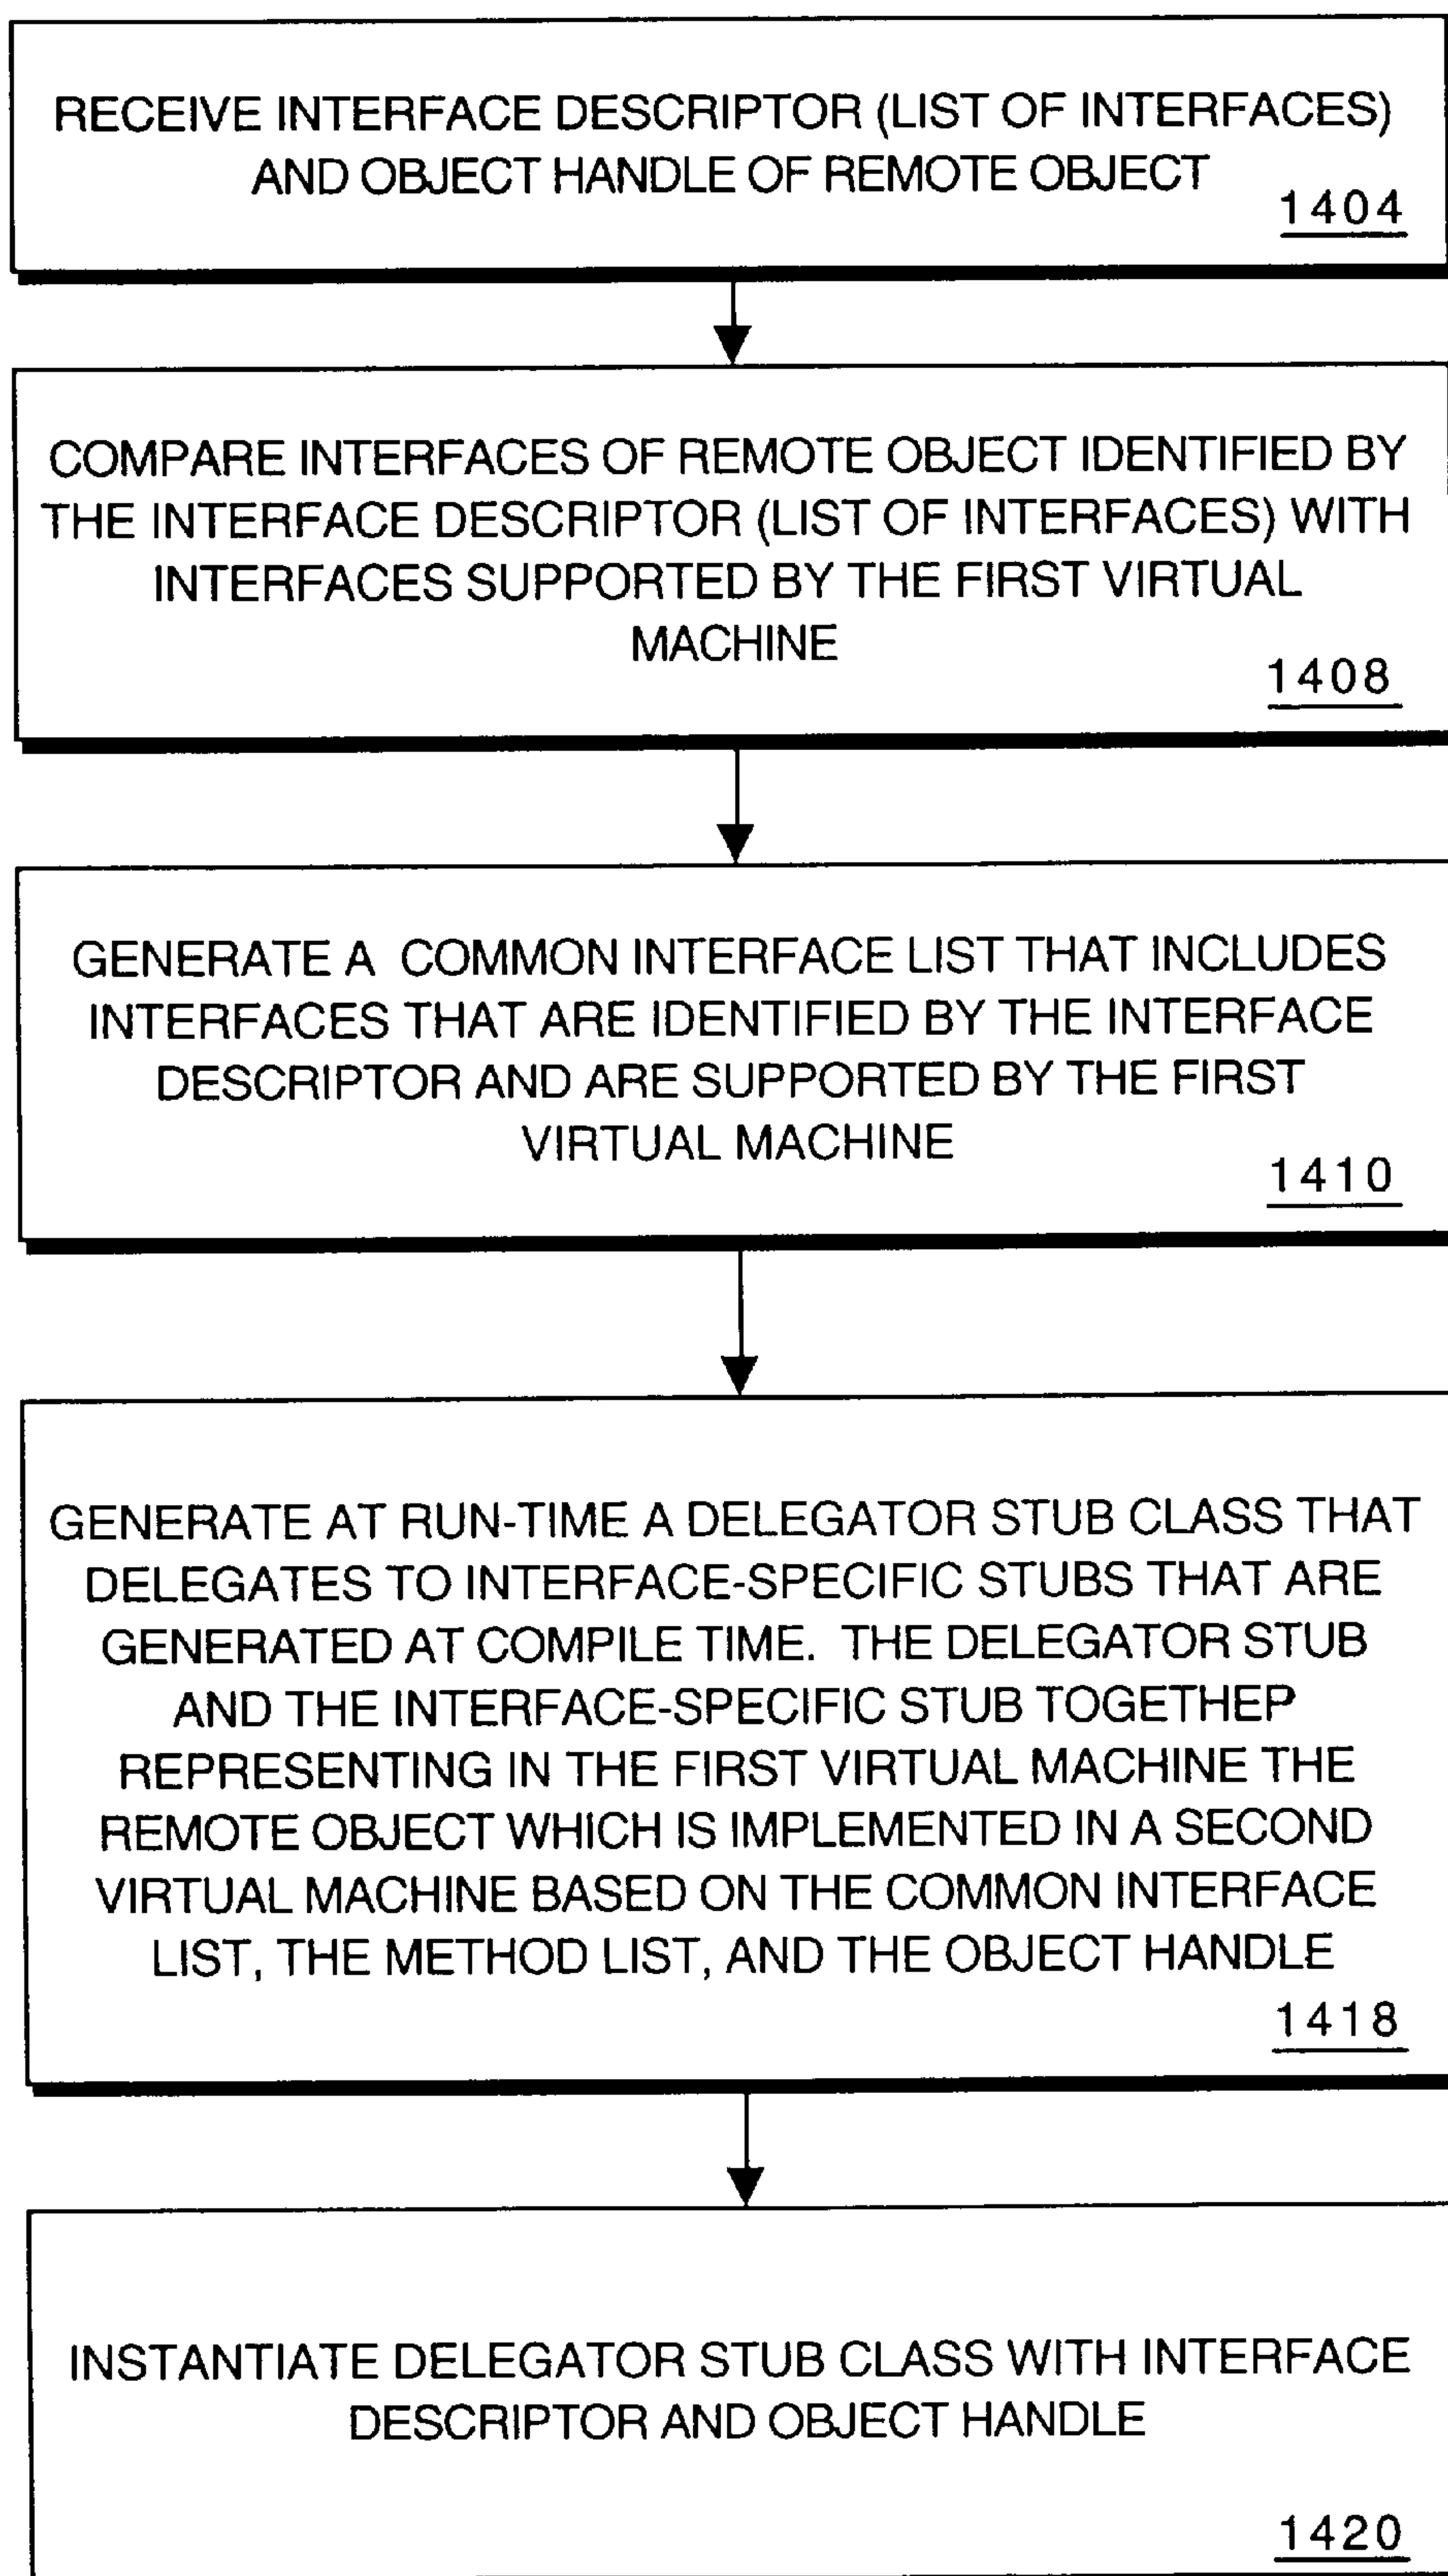 RECEIVE INTERFACE DESCRIPTOR (LIST OF INTERFACES)
AND OBJECT HANDLE OF REMOTE OBJECT
1404
COMPARE INTERFACES OF REMOTE OBJECT IDENTIFIED BY
THE INTERFACE DESCRIPTOR (LIST OF INTERFACES) WITH
INTERFACES SUPPORTED BY THE FIRST VIRTUAL
MACHINE
1408
GENERATE A COMMON INTERFACE LIST THAT INCLUDES
INTERFACES THAT ARE IDENTIFIED BY THE INTERFACE
DESCRIPTOR AND ARE SUPPORTED BY THE FIRST
VIRTUAL MACHINE
1410
GENERATE AT RUN-TIME A DELEGATOR STUB CLASS THAT
DELEGATES TO INTERFACE-SPECIFIC STUBS THAT ARE
GENERATED AT COMPILE TIME. THE DELEGATOR STUB
AND THE INTERFACE-SPECIFIC STUB TOGETHEP
REPRESENTING IN THE FIRST VIRTUAL MACHINE THE
REMOTE OBJECT WHICH IS IMPLEMENTED IN A SECOND
VIRTUAL MACHINE BASED ON THE COMMON INTERFACE
LIST, THE METHOD LIST, AND THE OBJECT HANDLE
1418
INSTANTIATE DELEGATOR STUB CLASS WITH INTERFACE
DESCRIPTOR AND OBJECT HANDLE
1420